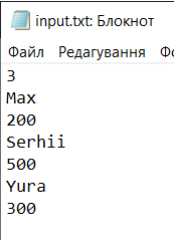 input.txt: Блокнот
Файл Редагування
3
Max
200
Serhii
500
Yura
300